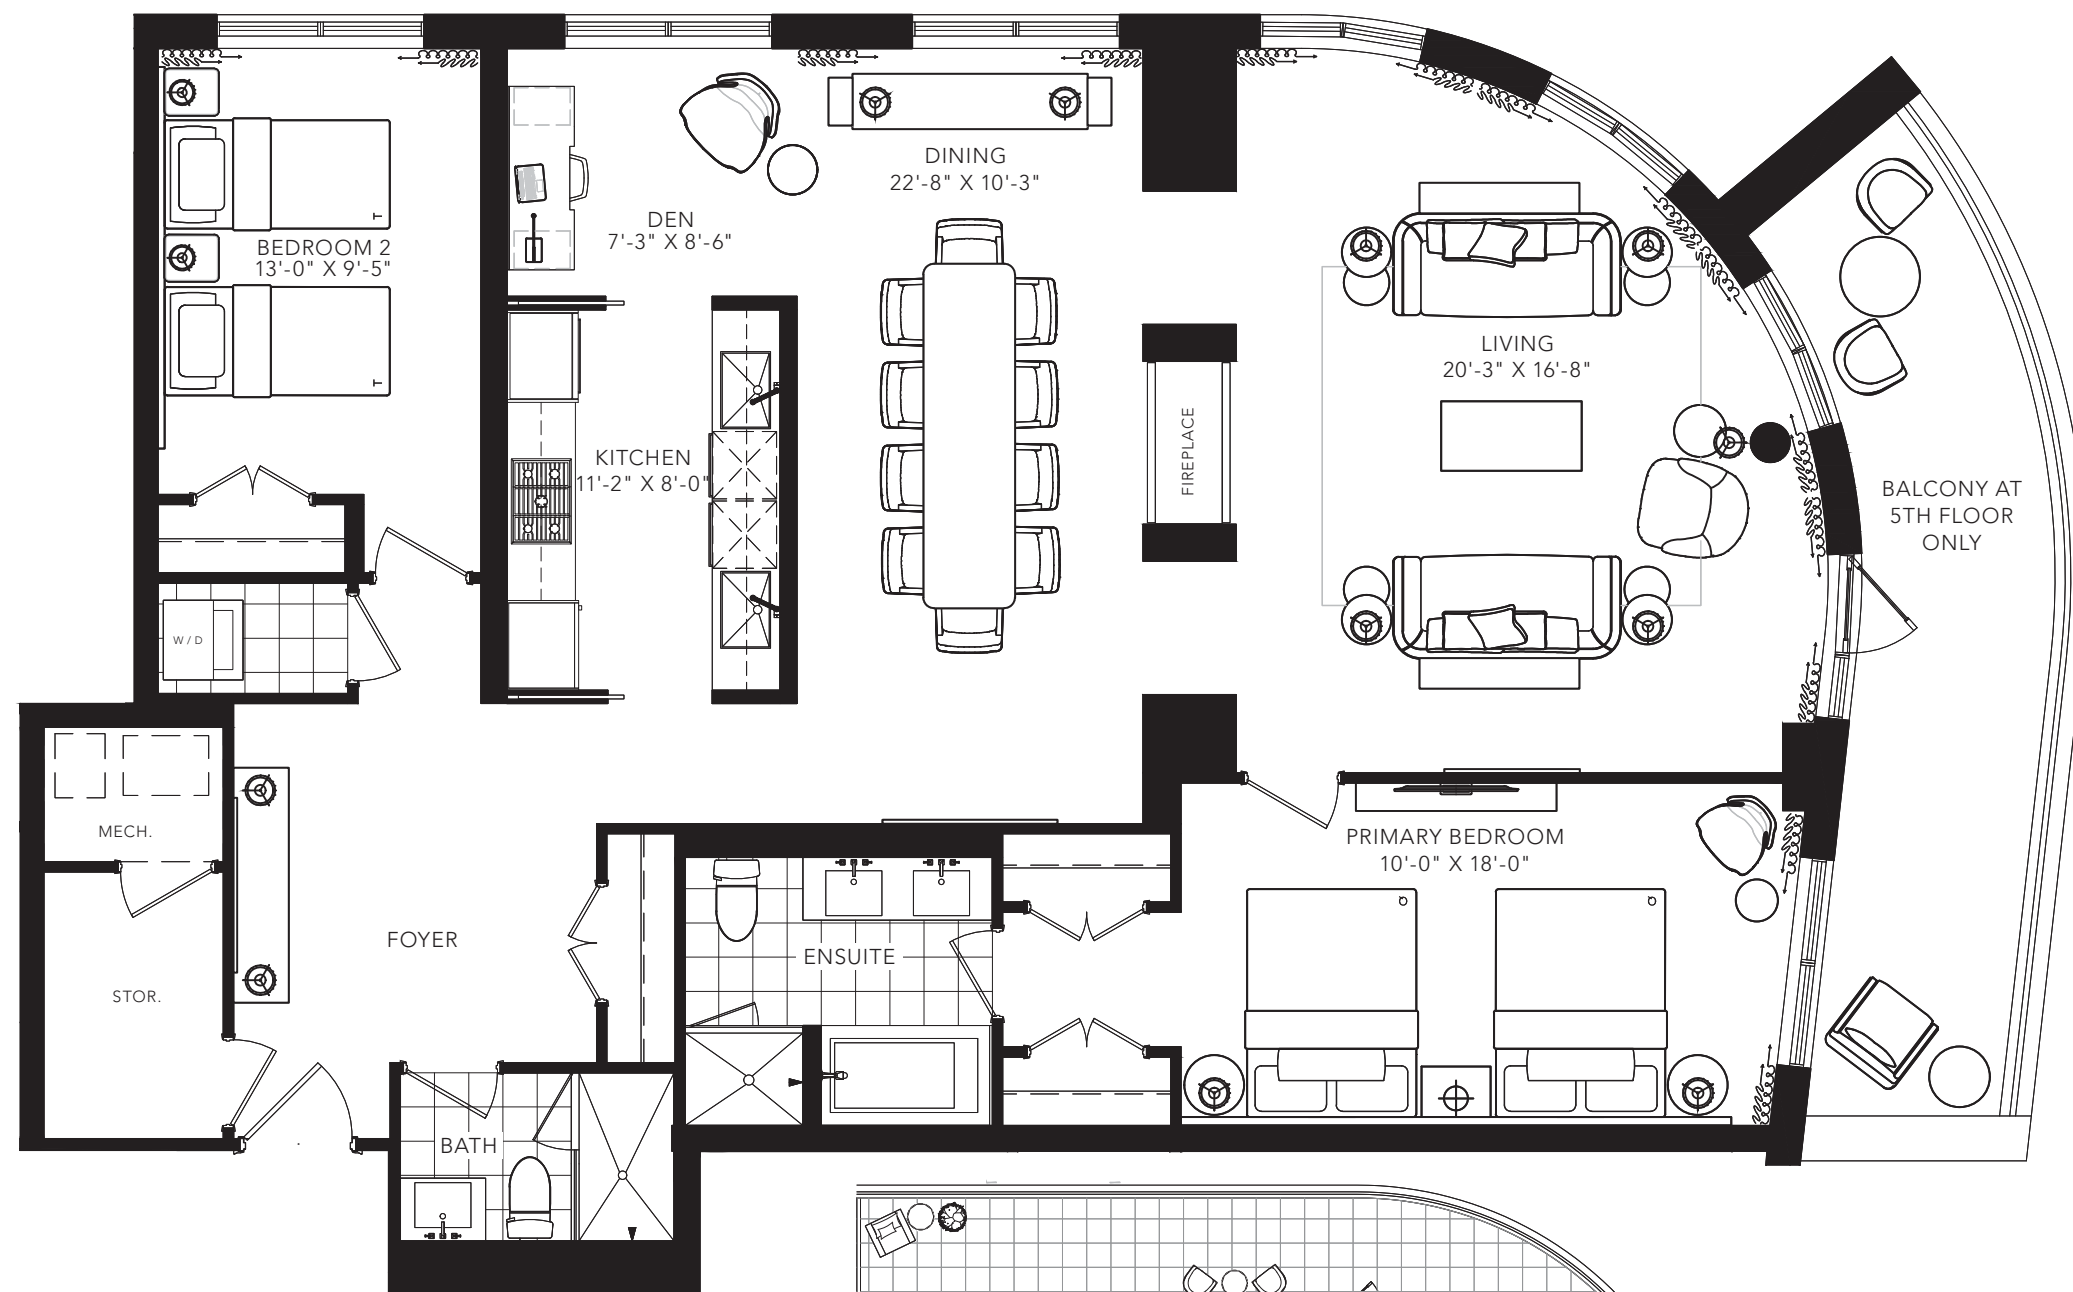 DINING
22'-8" X 10'-3"
DEN
7'-3" X 8'-6"
BEDROOM 2
13'-0" X 9'-5"
LIVING
20'-3" X 16'-8"
FIREPLACE
KITCHEN
11'-2" X 8'-0"
BALCONY AT
5TH FLOOR
ONLY
W / D
MECH.
PRIMARY BEDROOM
10'-0" X 18'-0"
FOYER
ENSUITE
STOR.
BATH